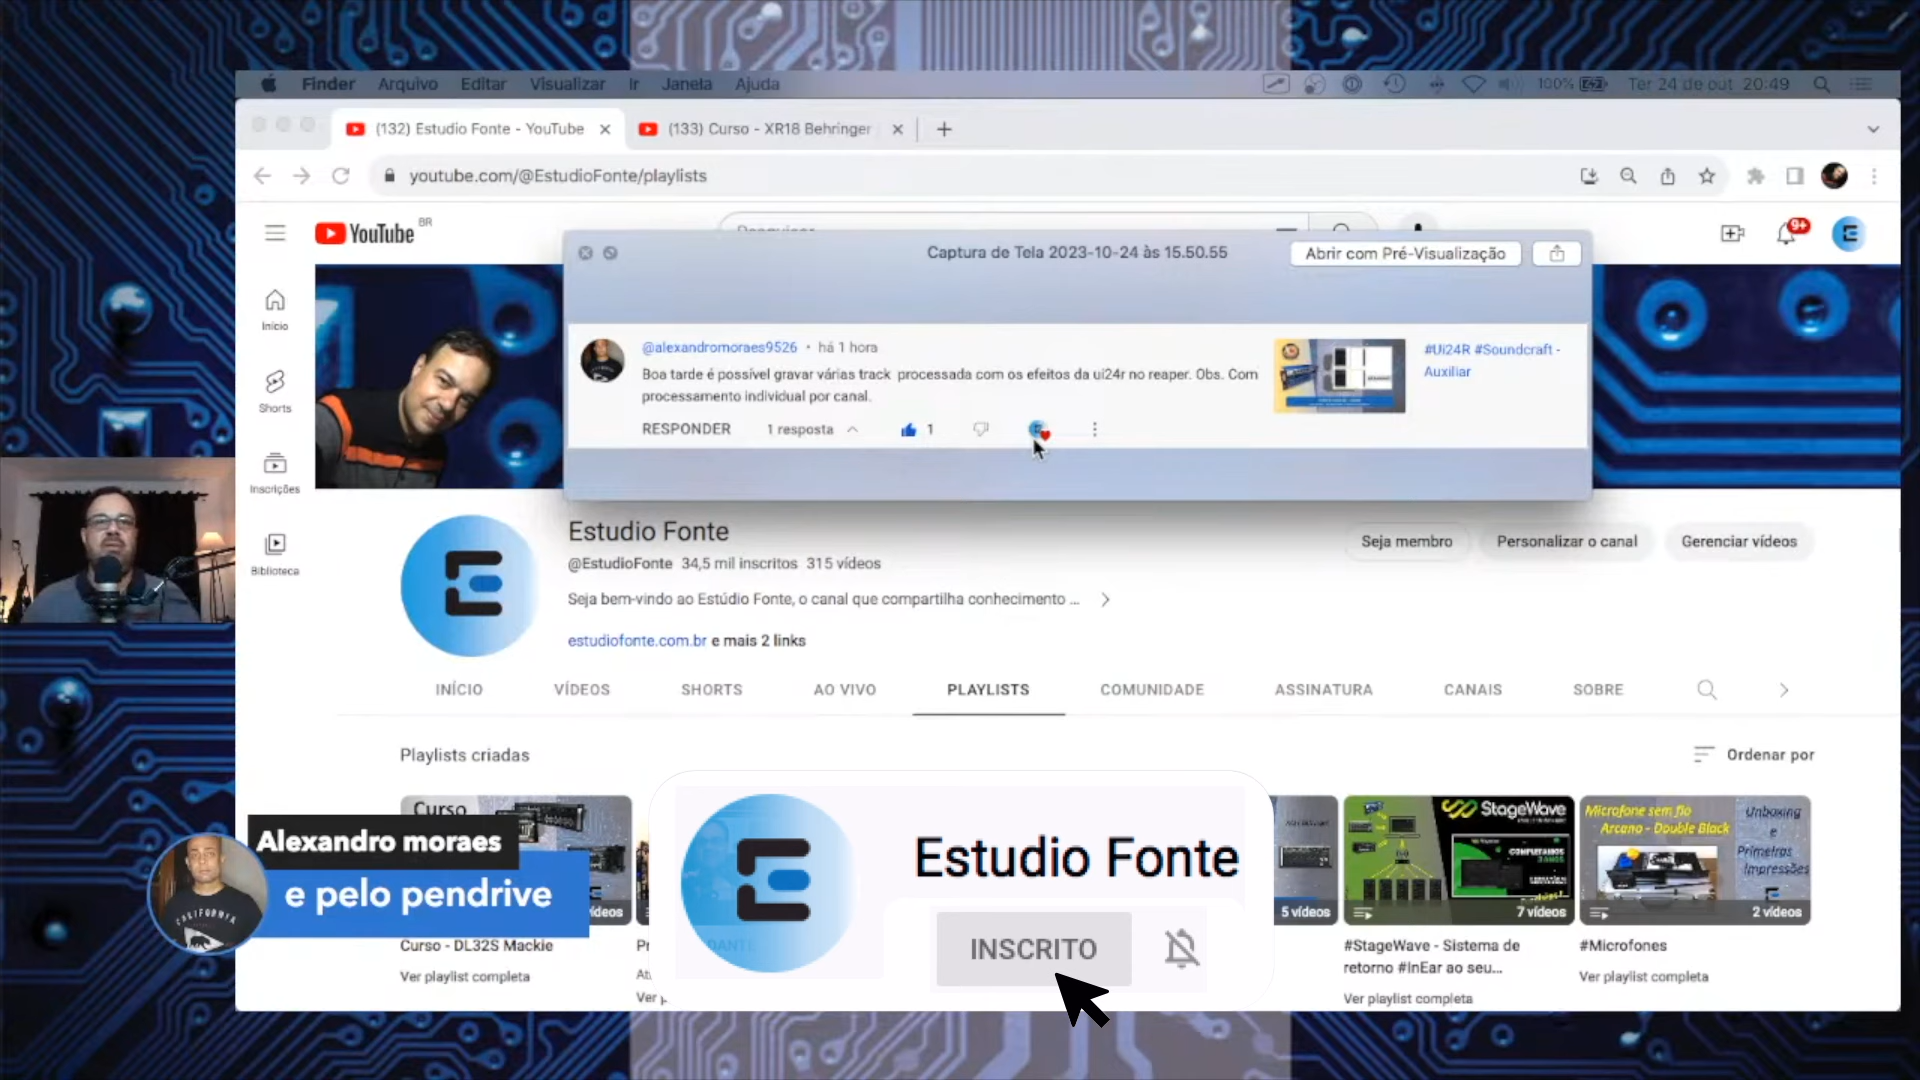 Finder Arquivo Editar Visualizar Ir Janela Ajuda
100% Ter 24 de out 20:49
(132) Estudio Fonte - YouTube
(133) Curso - XR18 Behringer
youtube.com/@EstudioFonte/playlists
YouTube BR
9+
Captura de Tela 2023-10-24 às 15.50.55
Abrir com Pré-Visualização
@alexandromoraes9526 • há 1 hora
Boa tarde é possível gravar várias track processada com os efeitos da ui24r no reaper. Obs. Com
processamento individual por canal.
RESPONDER 1 resposta 1
#Ui24R #Soundcraft -
Auxiliar
Início
Shorts
Inscrições
Biblioteca
Estudio Fonte
@EstudioFonte 34,5 mil inscritos 315 vídeos
Seja bem-vindo ao Estúdio Fonte, o canal que compartilha conhecimento ...
estudiofonte.com.br e mais 2 links
Seja membro
Personalizar o canal
Gerenciar vídeos
INÍCIO VÍDEOS SHORTS AO VIVO PLAYLISTS COMUNIDADE ASSINATURA CANAIS SOBRE
Playlists criadas
Ordenar por
Curso
vídeos
Curso - DL32S Mackie
Ver playlist completa
Alexandro moraes
e pelo pendrive
CALIFORNIA
Estudio Fonte
INSCRITO
5 vídeos
StageWave
7 vídeos
#StageWave - Sistema de
retorno #InEar ao seu...
Ver playlist completa
Microfone sem fio
Arcano - Double Black
Unboxing
e
Primeiras
Impressões
2 vídeos
#Microfones
Ver playlist completa